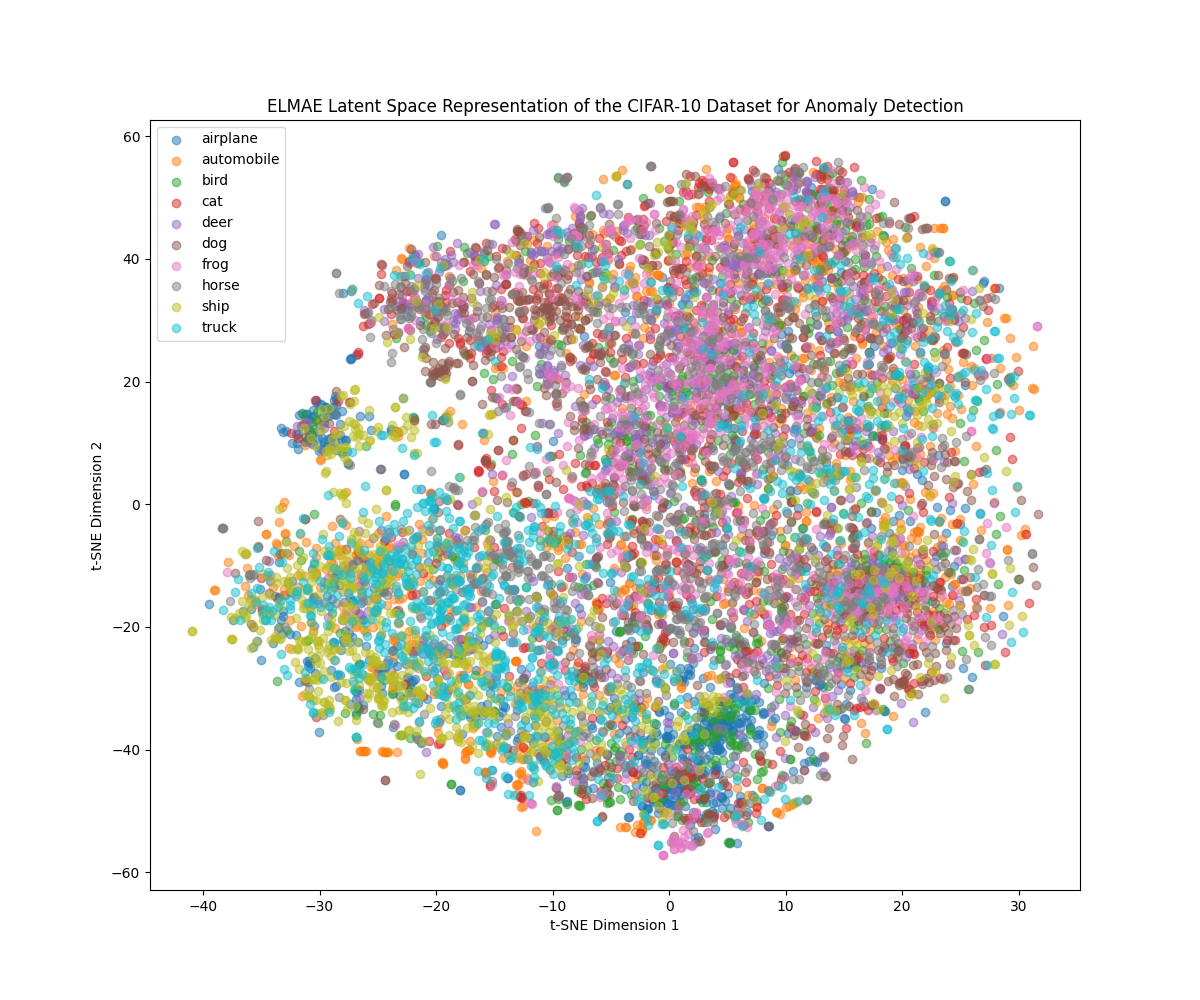 ELMAE Latent Space Representation of the CIFAR-10 Dataset for Anomaly Detection
airplane
automobile
bird
cat
deer
dog
frog
horse
ship
truck
60
40
20
0
−20
−40
−60
t-SNE Dimension 2
−40 −30 −20 −10 0 10 20 30
t-SNE Dimension 1